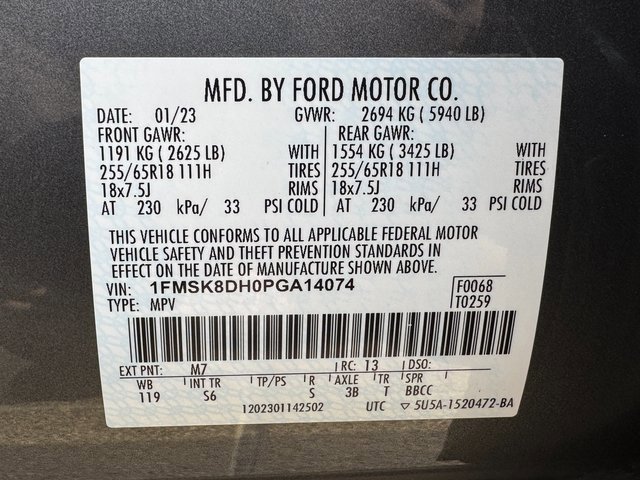 MFD. BY FORD MOTOR CO.
DATE: 01/23 GVWR: 2694 KG ( 5940 LB)
FRONT GAWR: REAR GAWR:
1191 KG ( 2625 LB) WITH 1554 KG ( 3425 LB) WITH
255/65R18 111H TIRES 255/65R18 111H TIRES
18x7.5J RIMS 18x7.5J RIMS
AT 230 kPa/ 33 PSI COLD AT 230 kPa/ 33 PSI COLD
THIS VEHICLE CONFORMS TO ALL APPLICABLE FEDERAL MOTOR
VEHICLE SAFETY AND THEFT PREVENTION STANDARDS IN
EFFECT ON THE DATE OF MANUFACTURE SHOWN ABOVE.
VIN: 1FMSK8DH0PGA14074 F0068
TYPE: MPV T0259
EXT PNT: M7 RC: 13 DSO:
WB INT TR TP/PS R AXLE TR SPR
119 S6 S 3B T BBCC
1202301142502 UTC ▽ 5U5A-1520472-BA